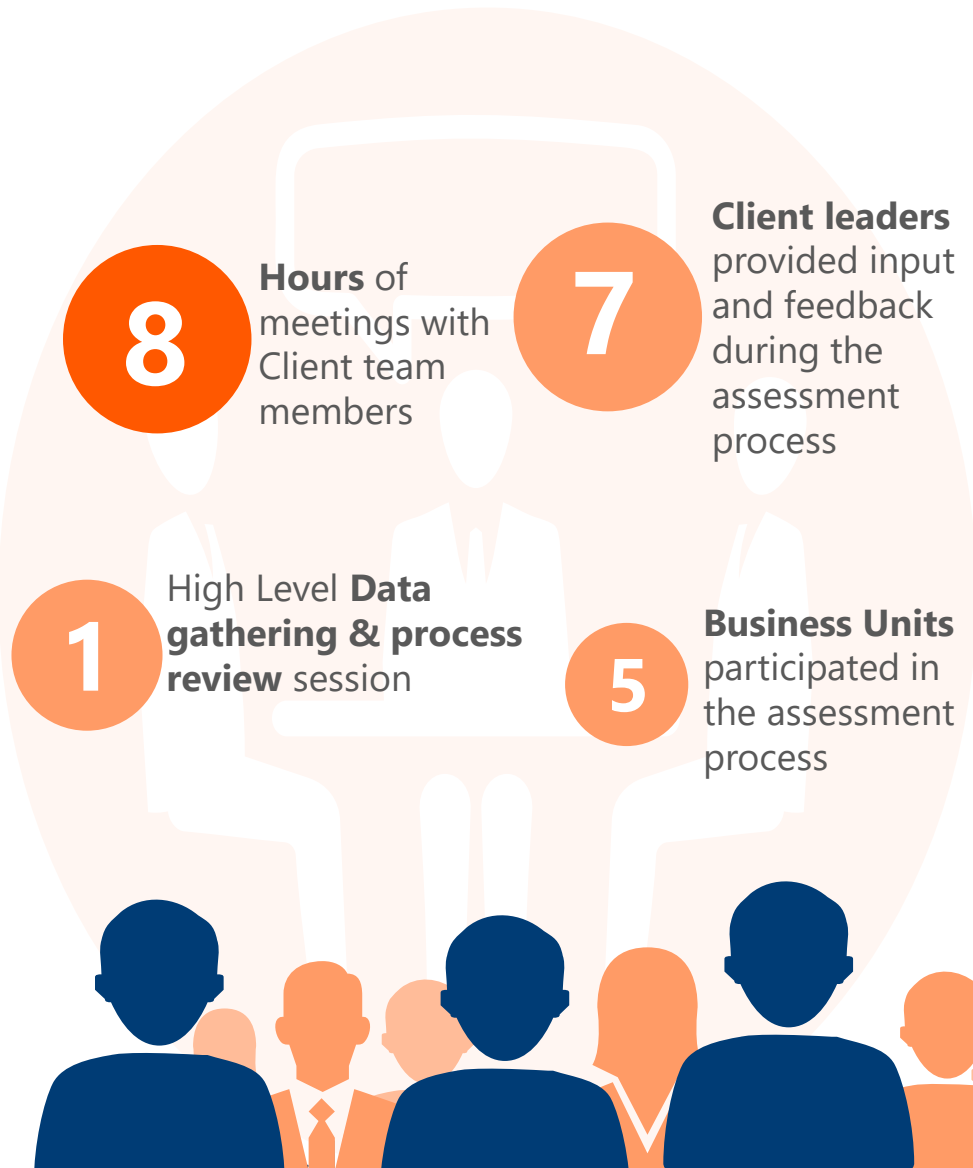 8
Hours of
meetings with
Client team
members
7
Client leaders
provided input
and feedback
during the
assessment
process
1
High Level Data
gathering & process
review session
5
Business Units
participated in
the assessment
process